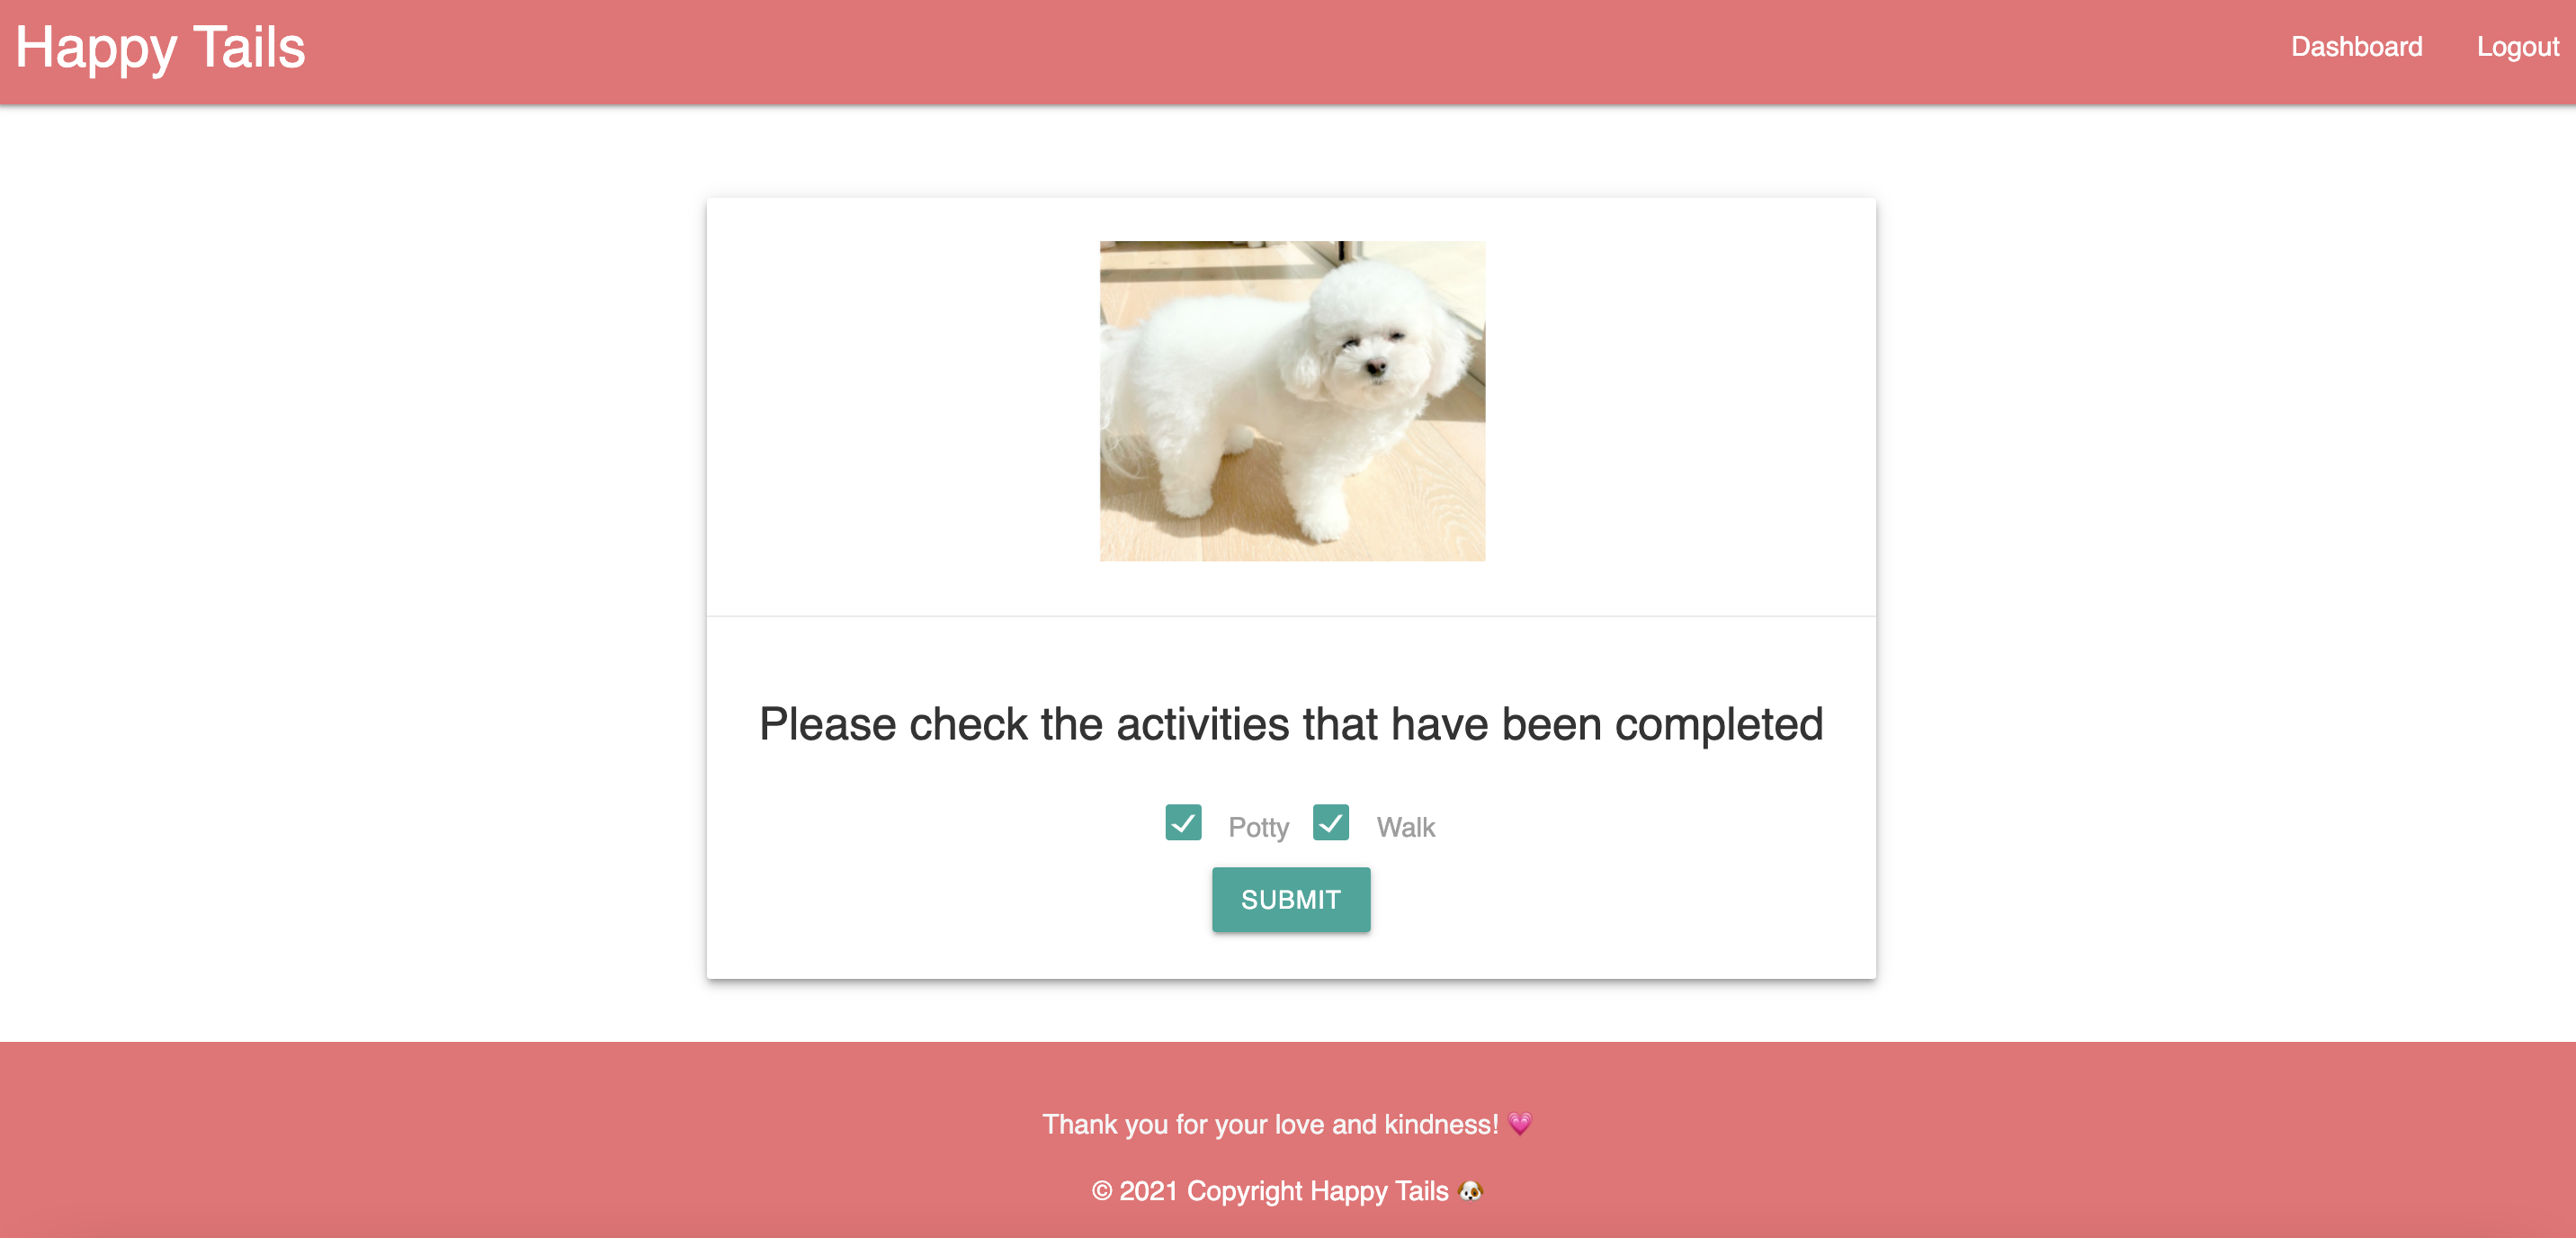 Happy Tails
Dashboard
Logout
Please check the activities that have been completed
Potty
Walk
SUBMIT
Thank you for your love and kindness! 💗
© 2021 Copyright Happy Tails 🐶